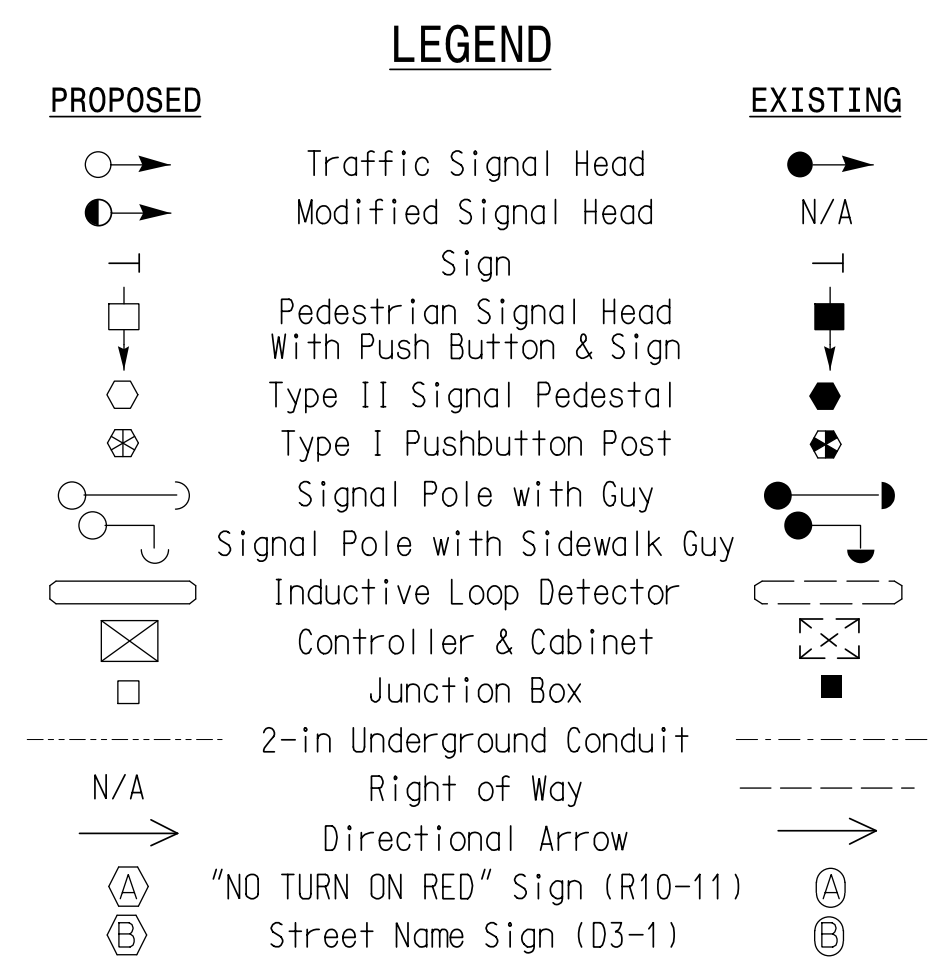 LEGEND
PROPOSED EXISTING
Traffic Signal Head
Modified Signal Head N/A
Sign
Pedestrian Signal Head
With Push Button & Sign
Type II Signal Pedestal
Type I Pushbutton Post
Signal Pole with Guy
Signal Pole with Sidewalk Guy
Inductive Loop Detector
Controller & Cabinet
Junction Box
2-in Underground Conduit
N/A Right of Way
Directional Arrow
A "NO TURN ON RED" Sign (R10-11) A
B Street Name Sign (D3-1) B